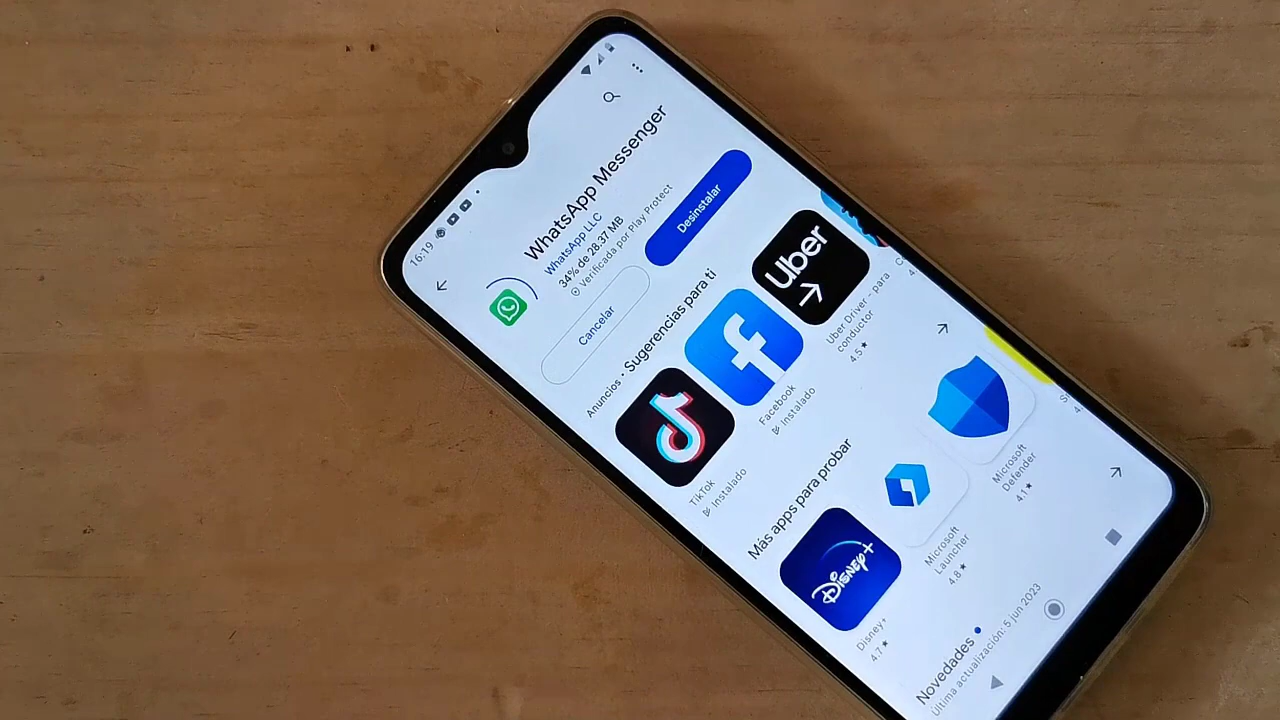 16:19
WhatsApp Messenger
WhatsApp LLC
34% de 28.37 MB
Verificada por Play Protect
Cancelar
Desinstalar
Anuncios • Sugerencias para ti
Uber
TikTok
Instalado
Facebook
Instalado
Uber Driver - para
conductor
4.5★
Más apps para probar
Disney+
Disney+
4.7★
Microsoft
Launcher
4.8★
Microsoft
Defender
4.1★
Novedades
Última actualización: 5 jun 2023